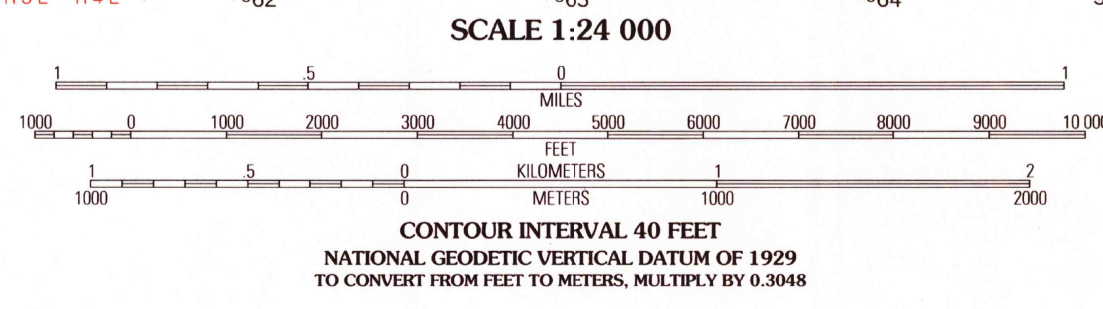 SCALE 1:24 000
1 .5 0 1
MILES
1000 0 1000 2000 3000 4000 5000 6000 7000 8000 9000 10 000
FEET
1 .5 0 KILOMETERS 1 2
1000 0 METERS 1000 2000
CONTOUR INTERVAL 40 FEET
NATIONAL GEODETIC VERTICAL DATUM OF 1929
TO CONVERT FROM FEET TO METERS, MULTIPLY BY 0.3048